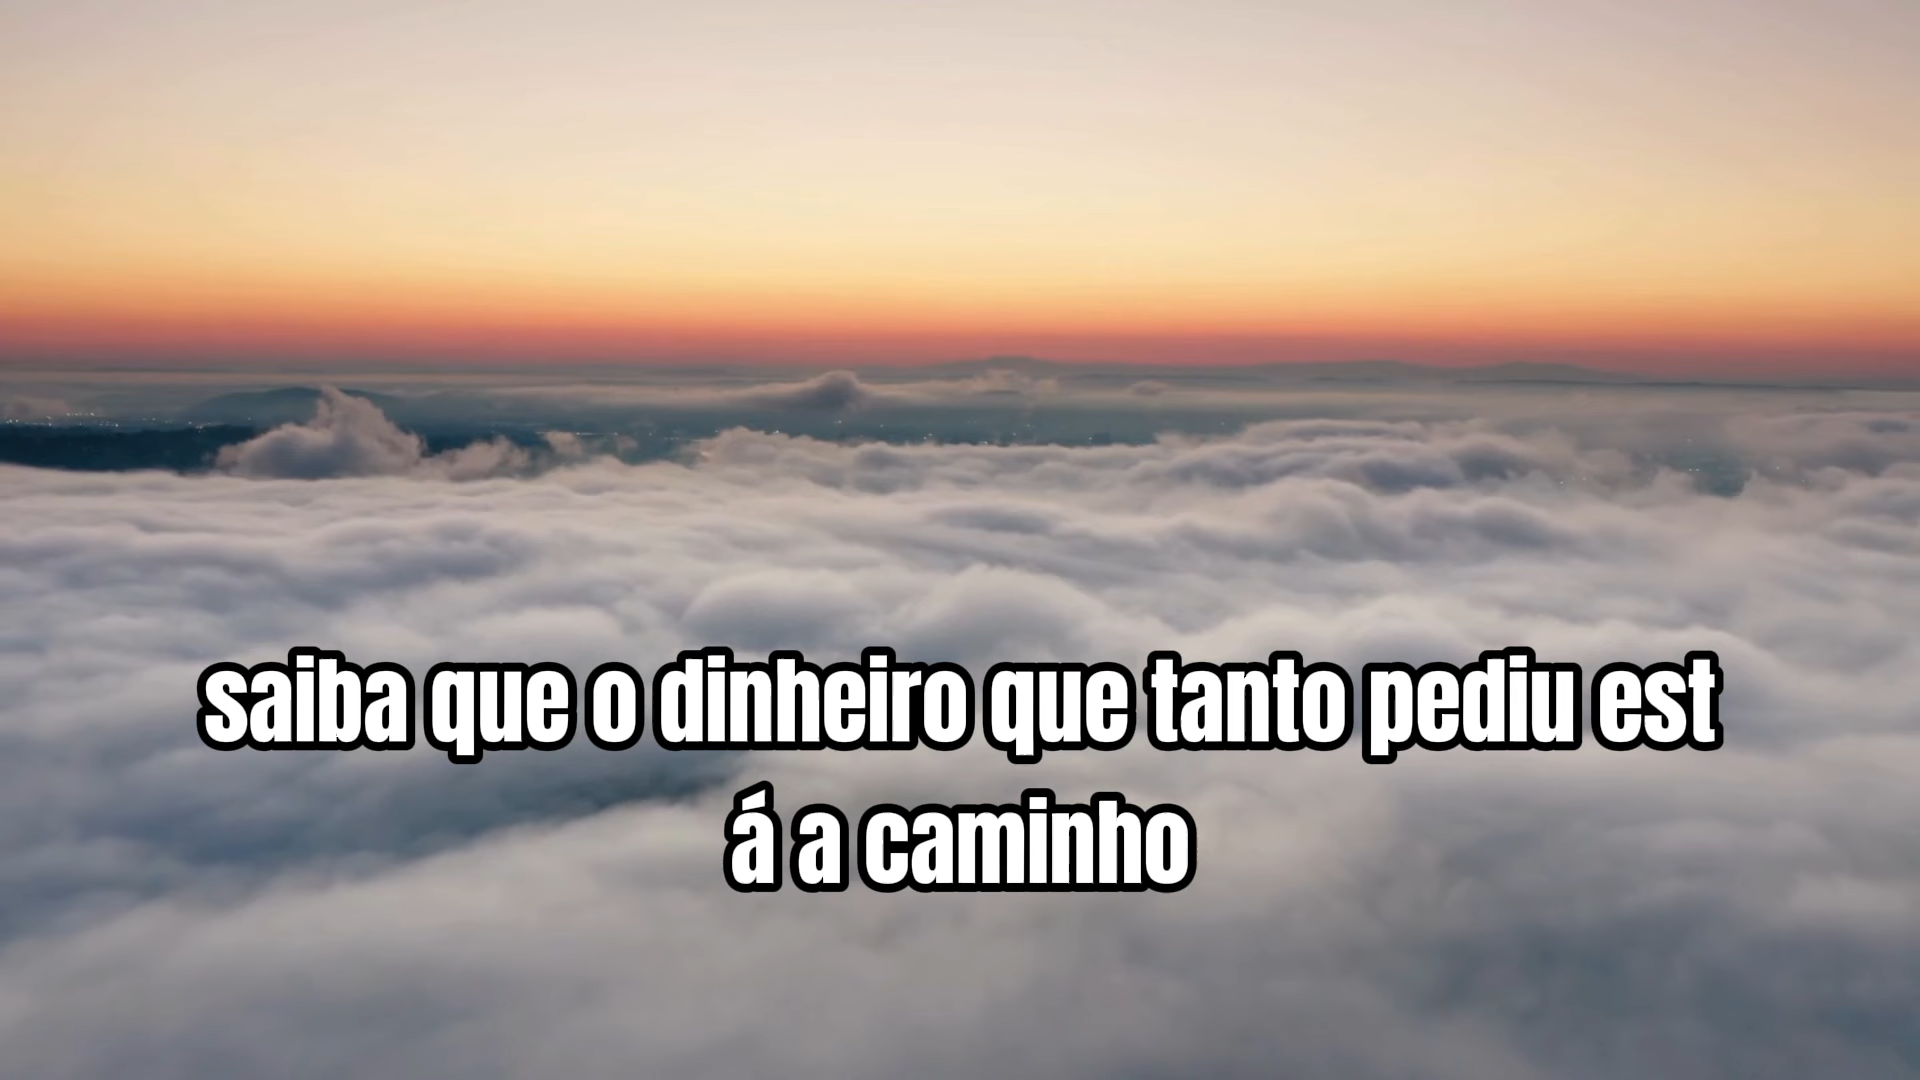 saiba que o dinheiro que tanto pediu est
á a caminho